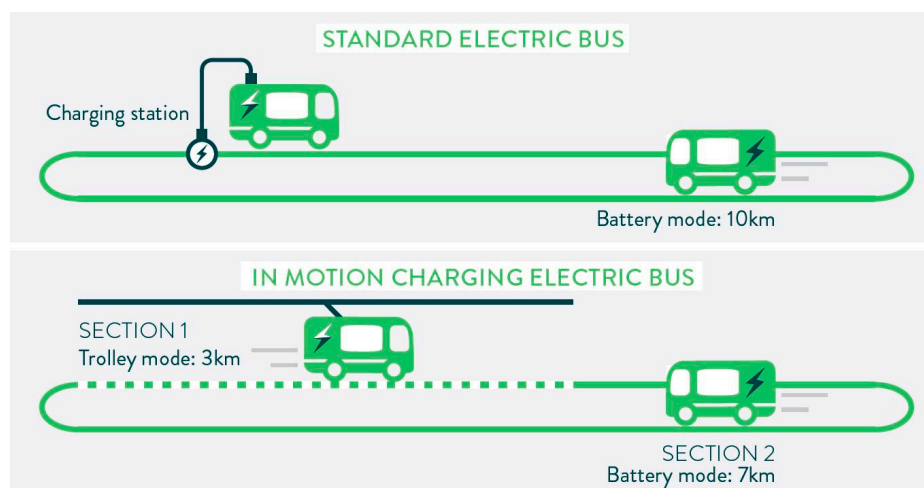 STANDARD ELECTRIC BUS
Charging station
Battery mode: 10km
IN MOTION CHARGING ELECTRIC BUS
SECTION 1
Trolley mode: 3km
SECTION 2
Battery mode: 7km